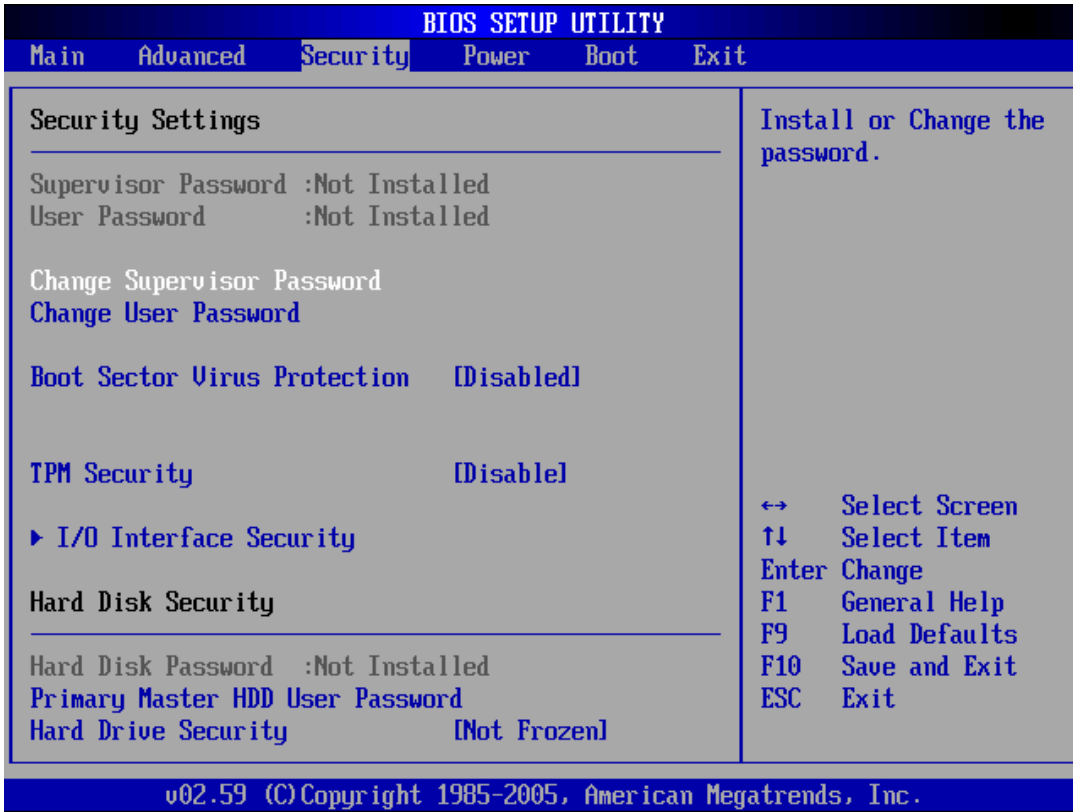 BIOS SETUP UTILITY
Main Advanced Security Power Boot Exit
Security Settings
Supervisor Password :Not Installed
User Password :Not Installed
Change Supervisor Password
Change User Password
Boot Sector Virus Protection [Disabled]
TPM Security [Disable]
▶ I/O Interface Security
Hard Disk Security
Hard Disk Password :Not Installed
Primary Master HDD User Password
Hard Drive Security [Not Frozen]
Install or Change the
password.
←→ Select Screen
↑↓ Select Item
Enter Change
F1 General Help
F9 Load Defaults
F10 Save and Exit
ESC Exit
v02.59 (C)Copyright 1985-2005, American Megatrends, Inc.